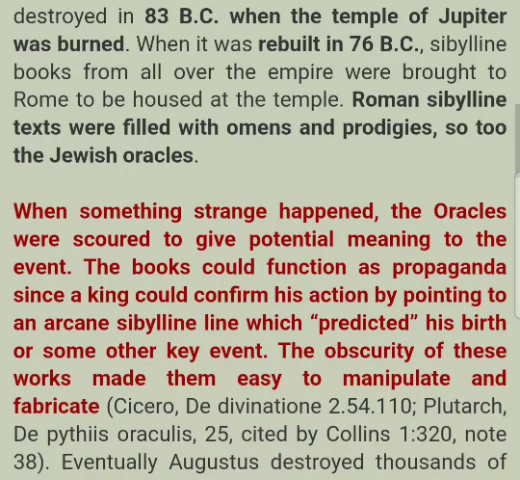 destroyed in 83 B.C. when the temple of Jupiter
was burned. When it was rebuilt in 76 B.C., sibylline
books from all over the empire were brought to
Rome to be housed at the temple. Roman sibylline
texts were filled with omens and prodigies, so too
the Jewish oracles.
When something strange happened, the Oracles
were scoured to give potential meaning to the
event. The books could function as propaganda
since a king could confirm his action by pointing to
an arcane sibylline line which “predicted” his birth
or some other key event. The obscurity of these
works made them easy to manipulate and
fabricate (Cicero, De divinatione 2.54.110; Plutarch,
De pythiis oraculis, 25, cited by Collins 1:320, note
38). Eventually Augustus destroyed thousands of